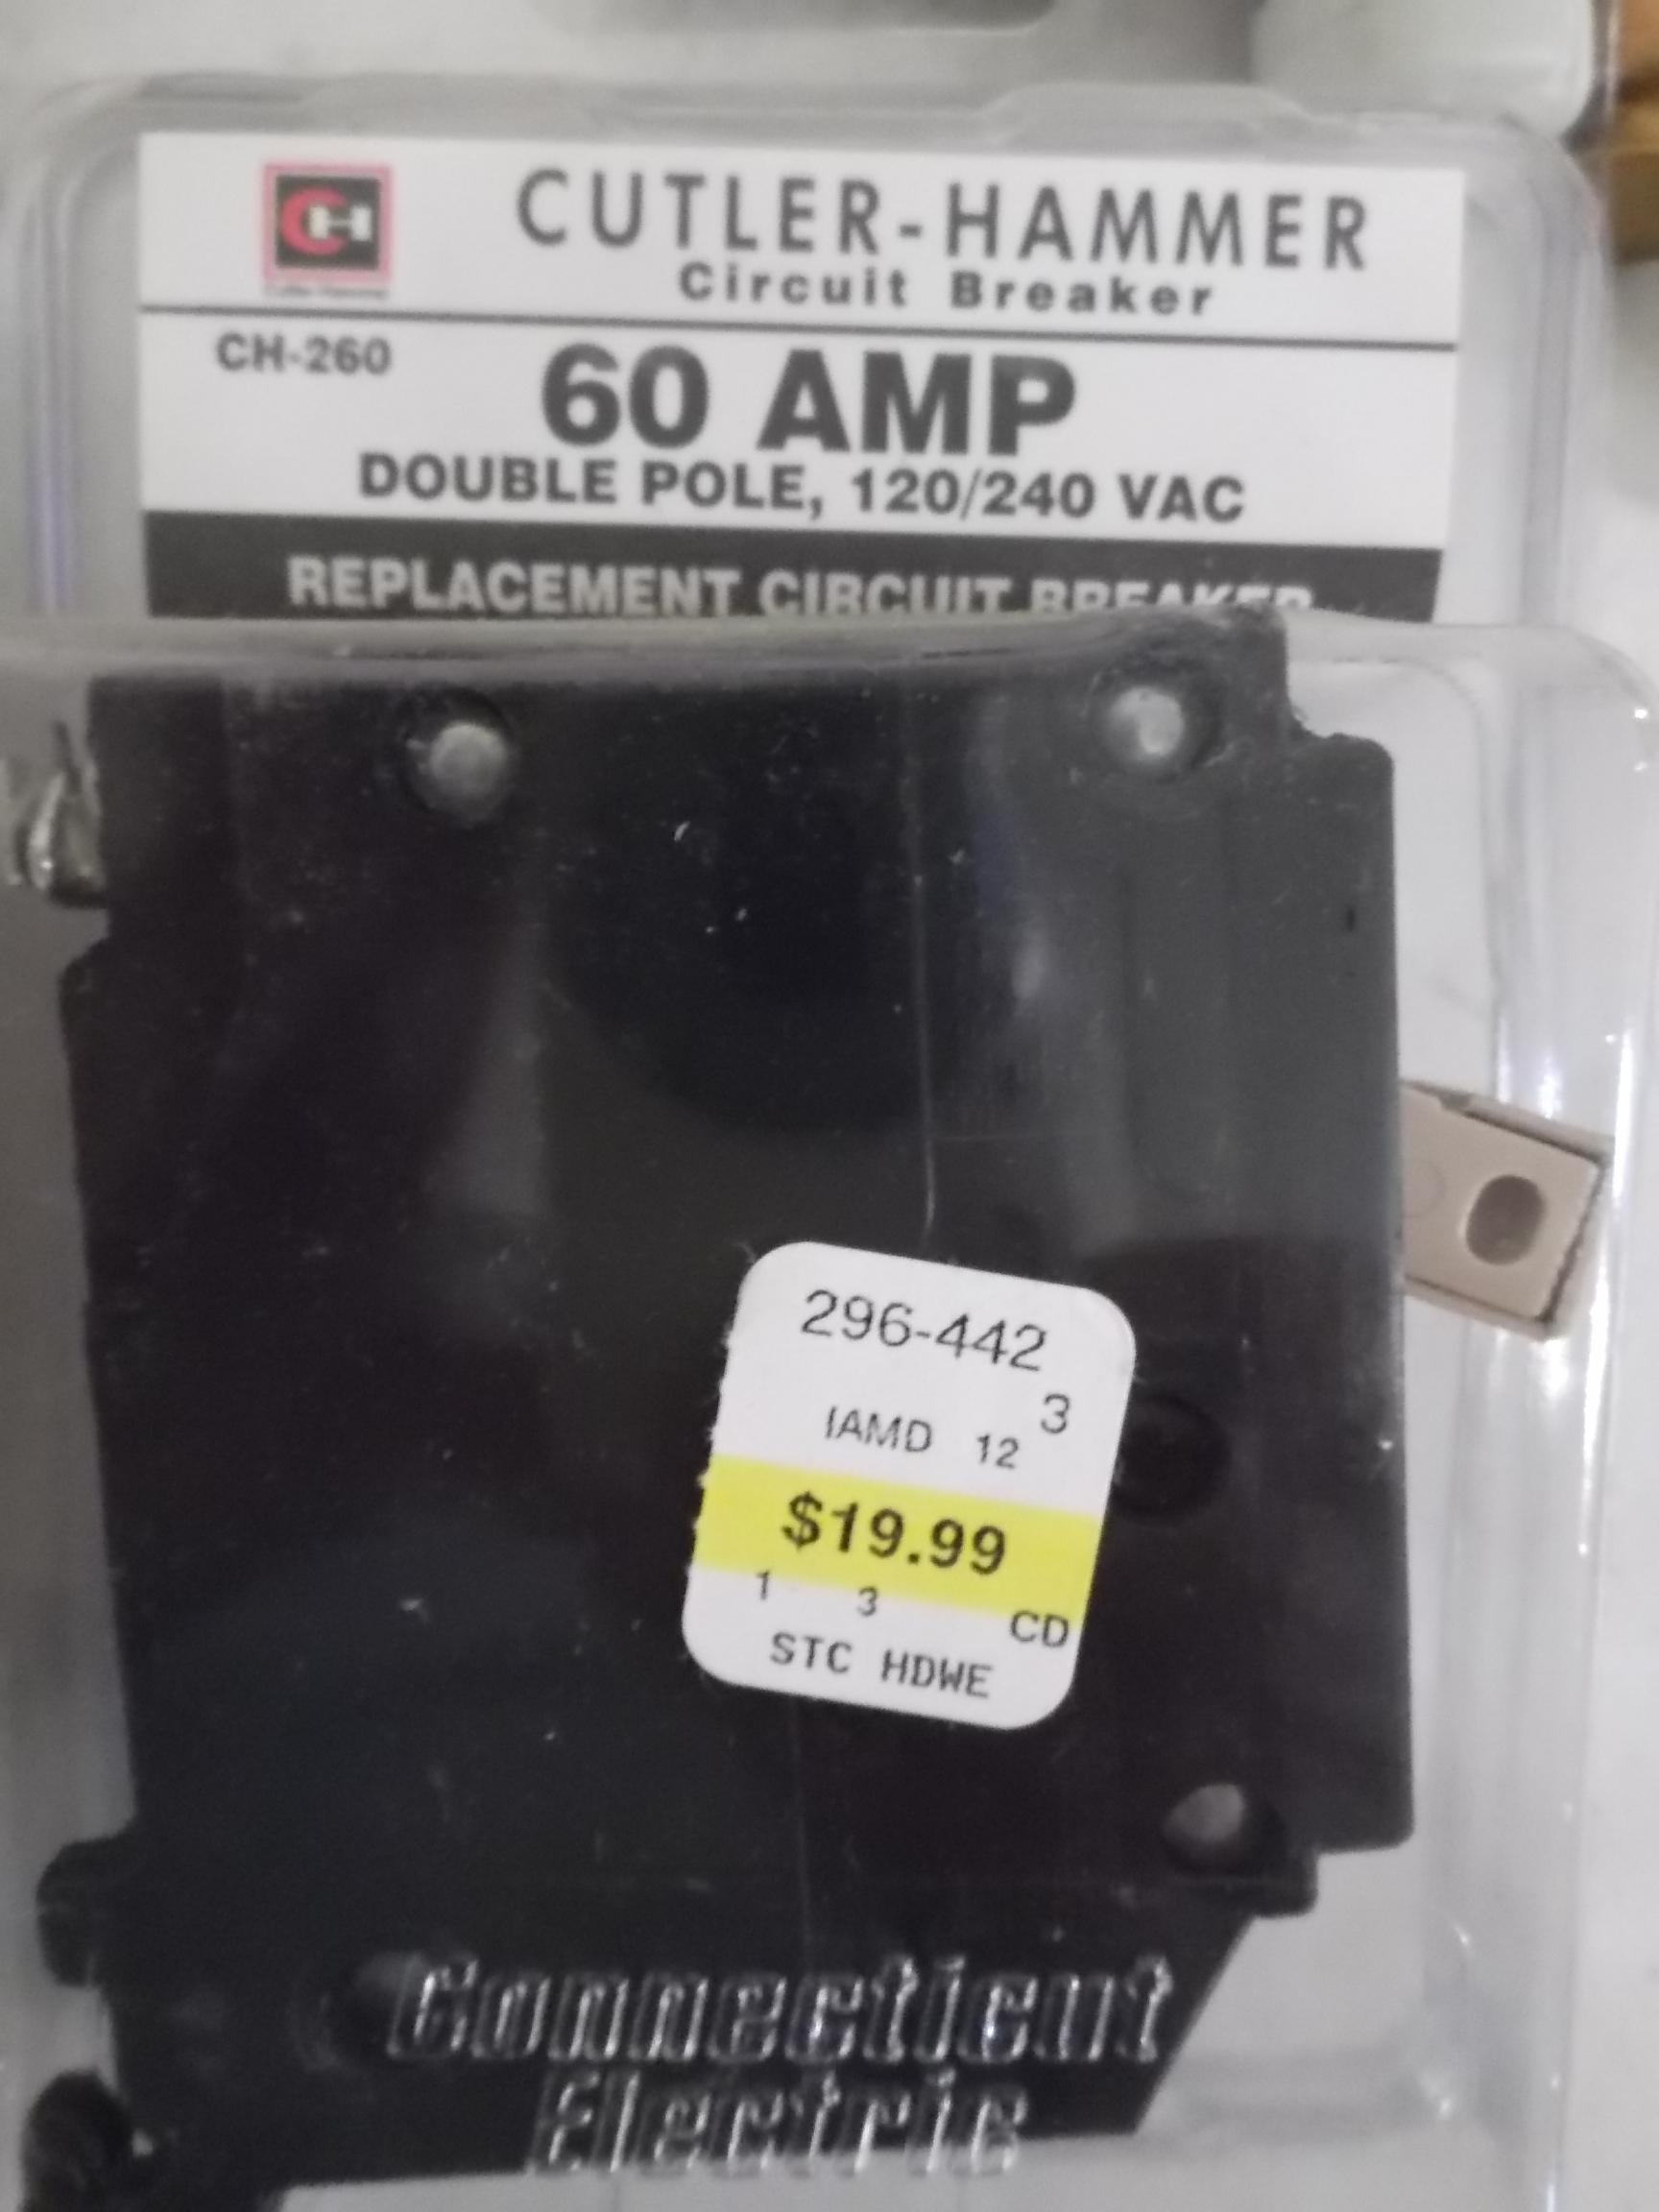 CH
CUTLER-HAMMER
Circuit Breaker
CH-260
60 AMP
DOUBLE POLE, 120/240 VAC
REPLACEMENT CIRCUIT BREAKER
296-442
3
IAMD 12
$19.99
1 3 CD
STC HDWE
Connecticut
Electric